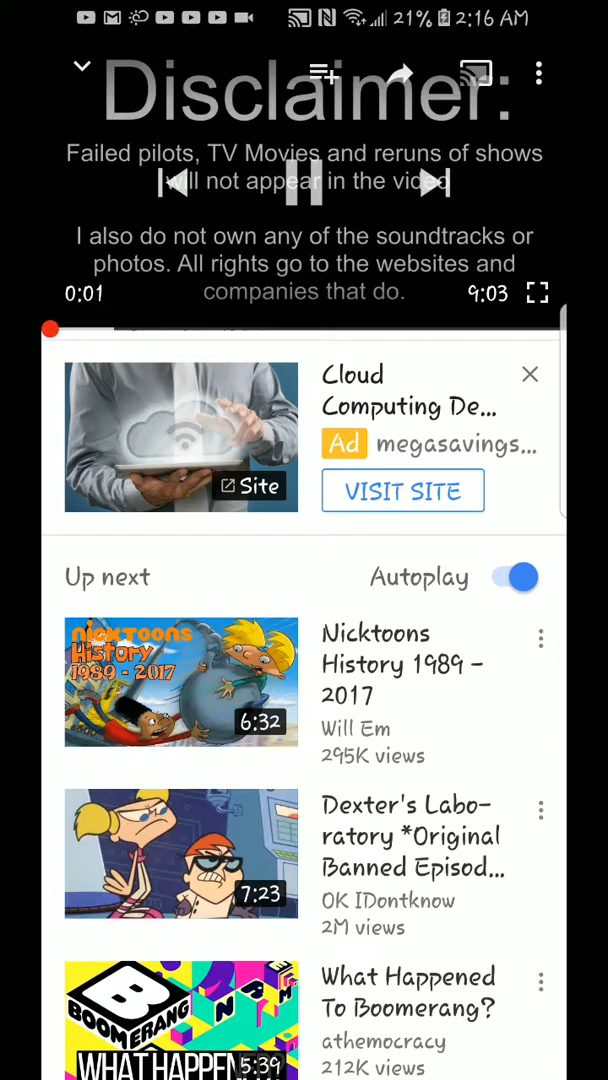 21% 2:16 AM
Disclaimer:
Failed pilots, TV Movies and reruns of shows
will not appear in the video
I also do not own any of the soundtracks or
photos. All rights go to the websites and
companies that do.
0:01
9:03
Cloud
Computing De...
Ad megasavings...
Site
VISIT SITE
Up next
Autoplay
NICKTOONS
History
1989 - 2017
6:32
Nicktoons
History 1989 -
2017
Will Em
295K views
7:23
Dexter's Labo-
ratory *Original
Banned Episod...
OK IDontknow
2M views
B
BOOMERANG
WHAT HAPPEN
5:39
What Happened
To Boomerang?
athemocracy
212K views